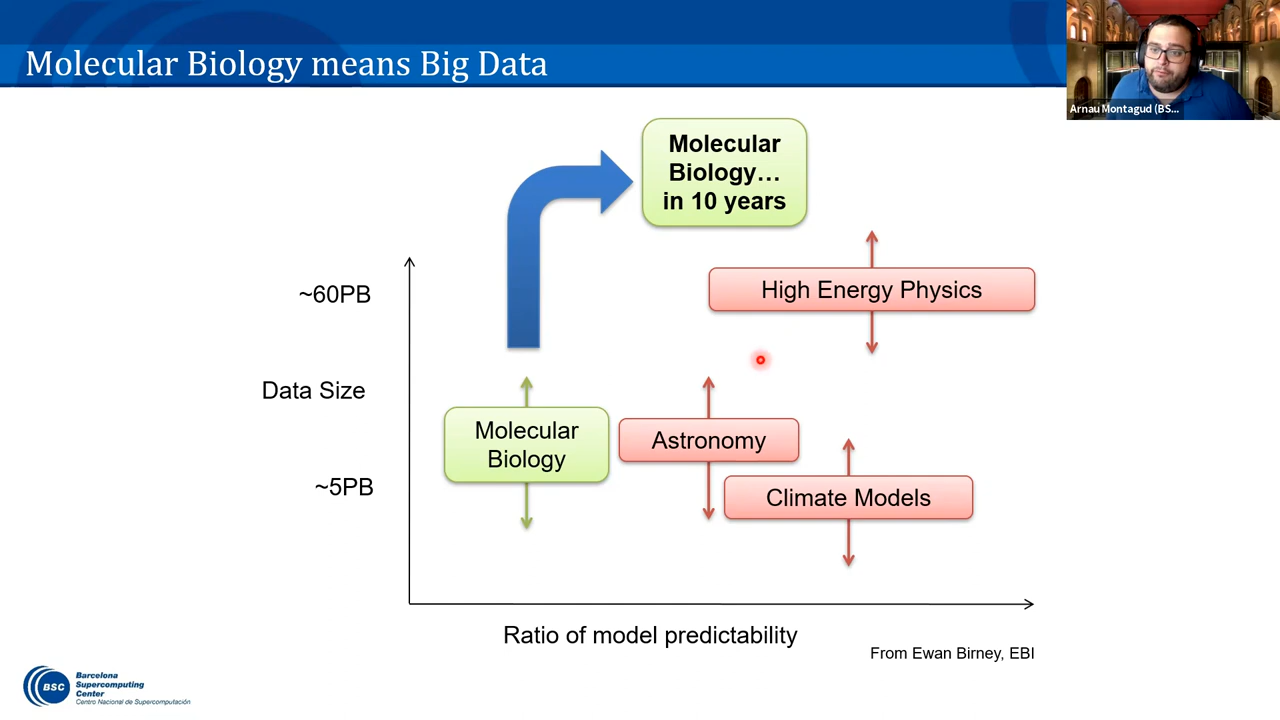 Molecular Biology means Big Data
Arnau Montagud (BS...
Molecular
Biology…
in 10 years
~60PB
High Energy Physics
Data Size
Molecular
Biology
Astronomy
~5PB
Climate Models
Ratio of model predictability
From Ewan Birney, EBI
BSC
Barcelona
Supercomputing
Center
Centro Nacional de Supercomputación